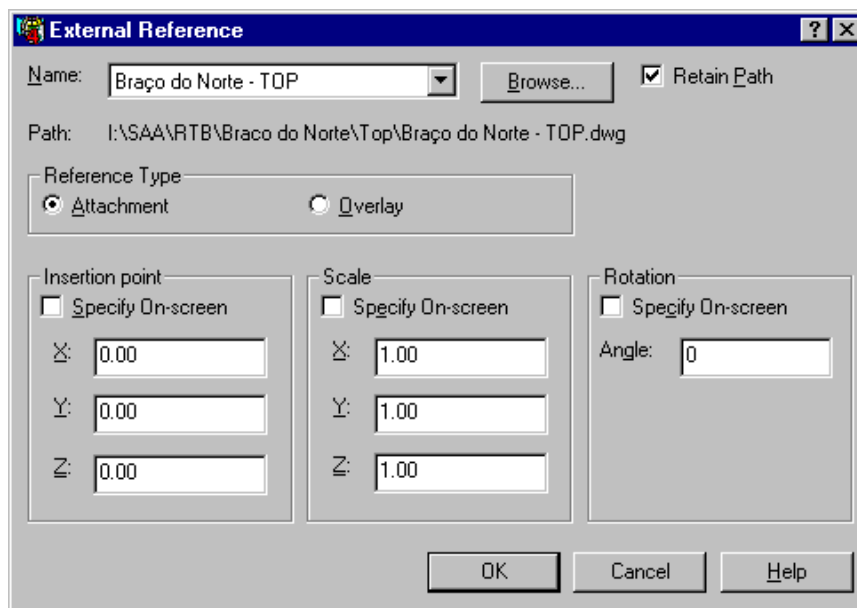 External Reference
Name: Braço do Norte - TOP Browse... Retain Path
Path: I:\SAA\RTB\Braco do Norte\Top\Braço do Norte - TOP.dwg
Reference Type
Attachment Overlay
Insertion point Scale Rotation
Specify On-screen Specify On-screen Specify On-screen
X: 0.00 X: 1.00 Angle: 0
Y: 0.00 Y: 1.00
Z: 0.00 Z: 1.00
OK Cancel Help